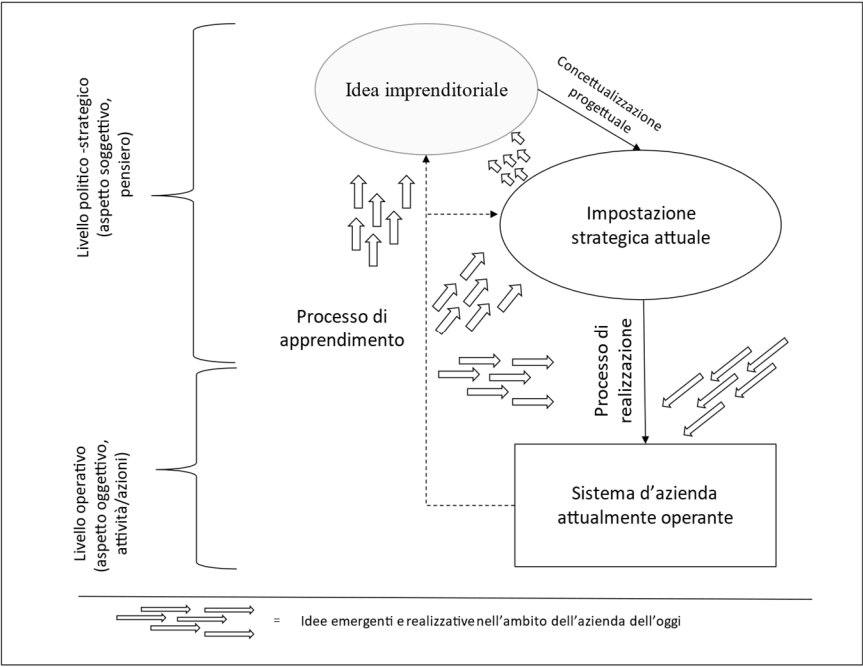 Idea imprenditoriale
Concettualizzazione
progettuale
Livello politico -strategico
(aspetto soggettivo,
pensiero)
Impostazione
strategica attuale
Processo di
apprendimento
Processo di
realizzazione
Livello operativo
(aspetto oggettivo,
attività/azioni)
Sistema d'azienda
attualmente operante
= Idee emergenti e realizzative nell'ambito dell'azienda dell'oggi